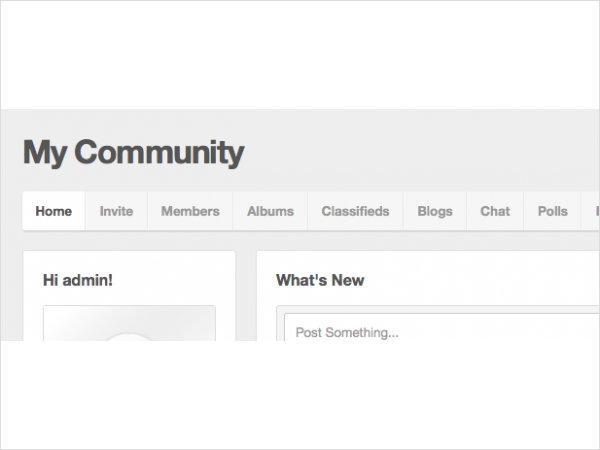 My Community
Home Invite Members Albums Classifieds Blogs Chat Polls
Hi admin!
What's New
Post Something...